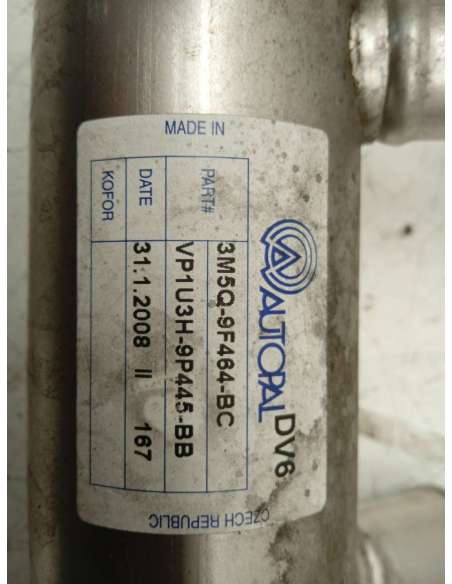 AUTOPAL
DV6
PART# 3M5Q-9F464-BC
VP1U3H-9P445-BB
DATE 31.1.2008 II 167
KOFOR
MADE IN
CZECH REPUBLIC